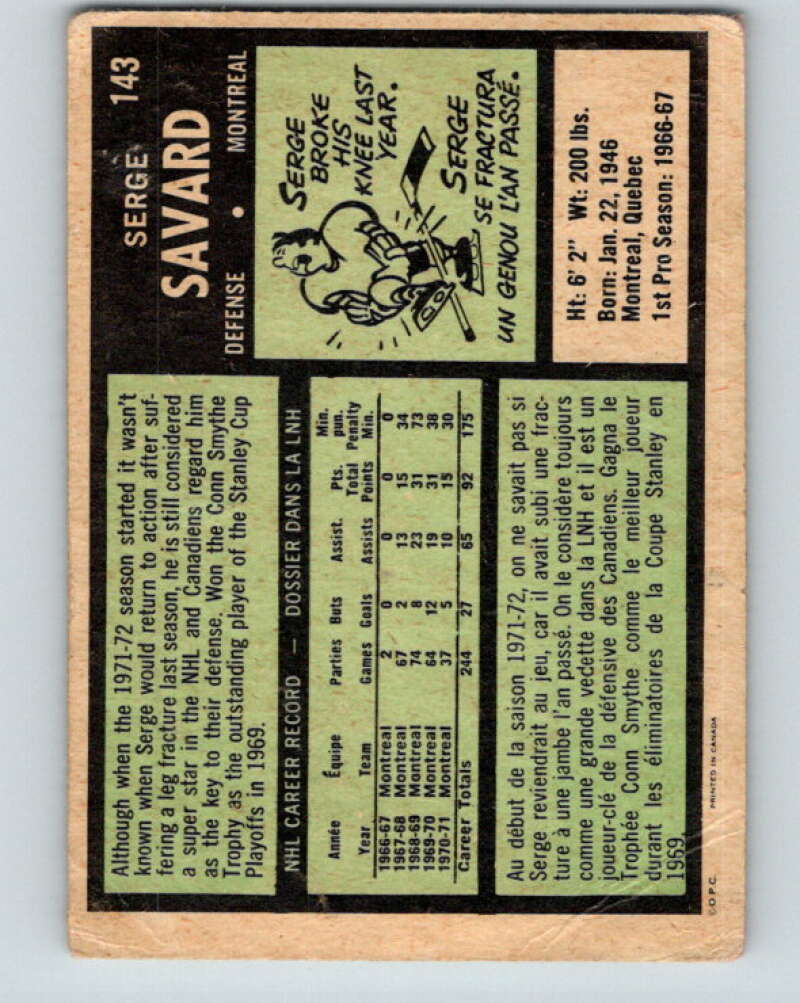 SERGE 143
SAVARD
DEFENSE • MONTREAL
Although when the 1971-72 season started it wasn't
known when Serge would return to action after suf-
fering a leg fracture last season, he is still considered
a super star in the NHL and Canadiens regard him
as the key to their defense. Won the Conn Smythe
Trophy as the outstanding player of the Stanley Cup
Playoffs in 1969.
SERGE
BROKE
HIS
KNEE LAST
YEAR.
SERGE
SE FRACTURA
UN GENOU L'AN PASSÉ.
NHL CAREER RECORD — DOSSIER DANS LA LNH
Min.
Pts. pun.
Année Équipe Parties Buts Assist. Total Penalty
Year Team Games Goals Assists Points Min.
1966-67 Montreal 2 0 0 0 0
1967-68 Montreal 67 2 13 15 34
1968-69 Montreal 74 8 23 31 73
1969-70 Montreal 64 12 19 31 38
1970-71 Montreal 37 5 10 15 30
Career Totals 244 27 65 92 175
Au début de la saison 1971-72, on ne savait pas si
Serge reviendrait au jeu, car il avait subi une frac-
ture à une jambe l'an passé. On le considère toujours
comme une grande vedette dans la LNH et il est un
joueur-clé de la défensive des Canadiens. Gagna le
Trophée Conn Smythe comme le meilleur joueur
durant les éliminatoires de la Coupe Stanley en
1969.
Ht: 6' 2" Wt: 200 lbs.
Born: Jan. 22, 1946
Montreal, Quebec
1st Pro Season: 1966-67
©O.P.C. PRINTED IN CANADA